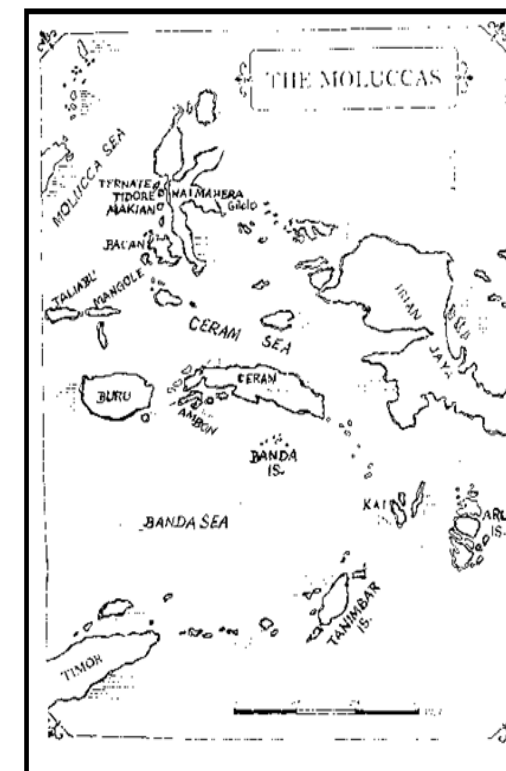 THE MOLUCCAS
MOLUCCA SEA
TERNATE
TIDORE
MAKIAN
HALMAHERA
Gilolo
BACAN
TALIABU
MANGOLE
CERAM
SEA
IRIAN
JAYA
BURU
CERAM
AMBON
BANDA
IS.
KAI
ARU
IS.
BANDA SEA
TANIMBAR
IS.
TIMOR